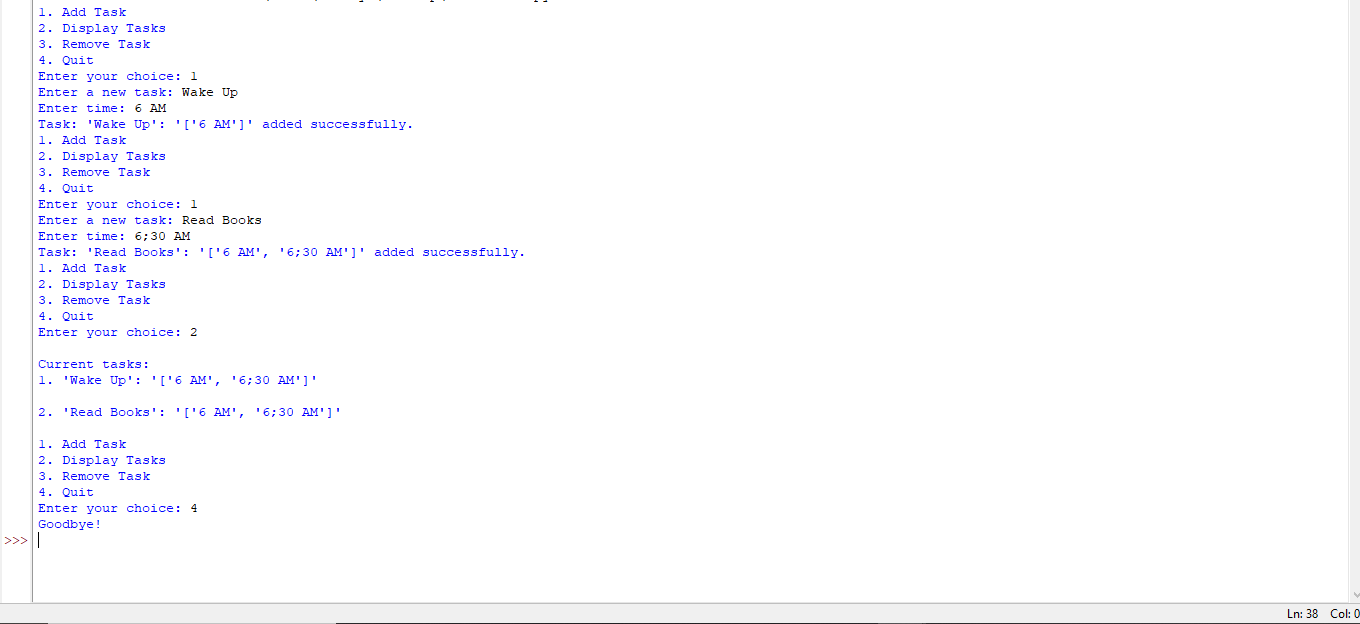 1. Add Task
2. Display Tasks
3. Remove Task
4. Quit
Enter your choice: 1
Enter a new task: Wake Up
Enter time: 6 AM
Task: 'Wake Up': '['6 AM']' added successfully.
1. Add Task
2. Display Tasks
3. Remove Task
4. Quit
Enter your choice: 1
Enter a new task: Read Books
Enter time: 6;30 AM
Task: 'Read Books': '['6 AM', '6;30 AM']' added successfully.
1. Add Task
2. Display Tasks
3. Remove Task
4. Quit
Enter your choice: 2
Current tasks:
1. 'Wake Up': '['6 AM', '6;30 AM']'
2. 'Read Books': '['6 AM', '6;30 AM']'
1. Add Task
2. Display Tasks
3. Remove Task
4. Quit
Enter your choice: 4
Goodbye!
>>>
Ln: 38 Col: 0